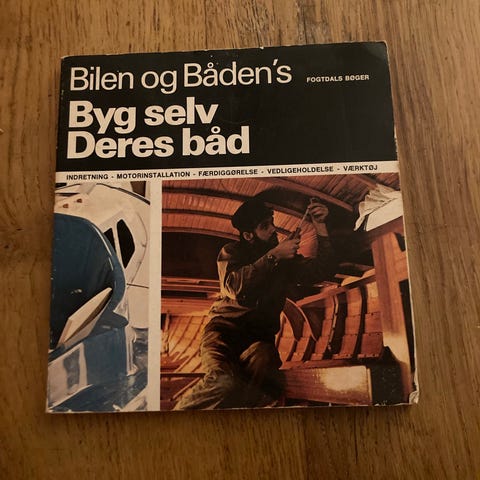 Bilen og Båden's
FOGTDALS BØGER
Byg selv
Deres båd
INDRETNING - MOTORINSTALLATION - FÆRDIGGØRELSE - VEDLIGEHOLDELSE - VÆRKTØJ